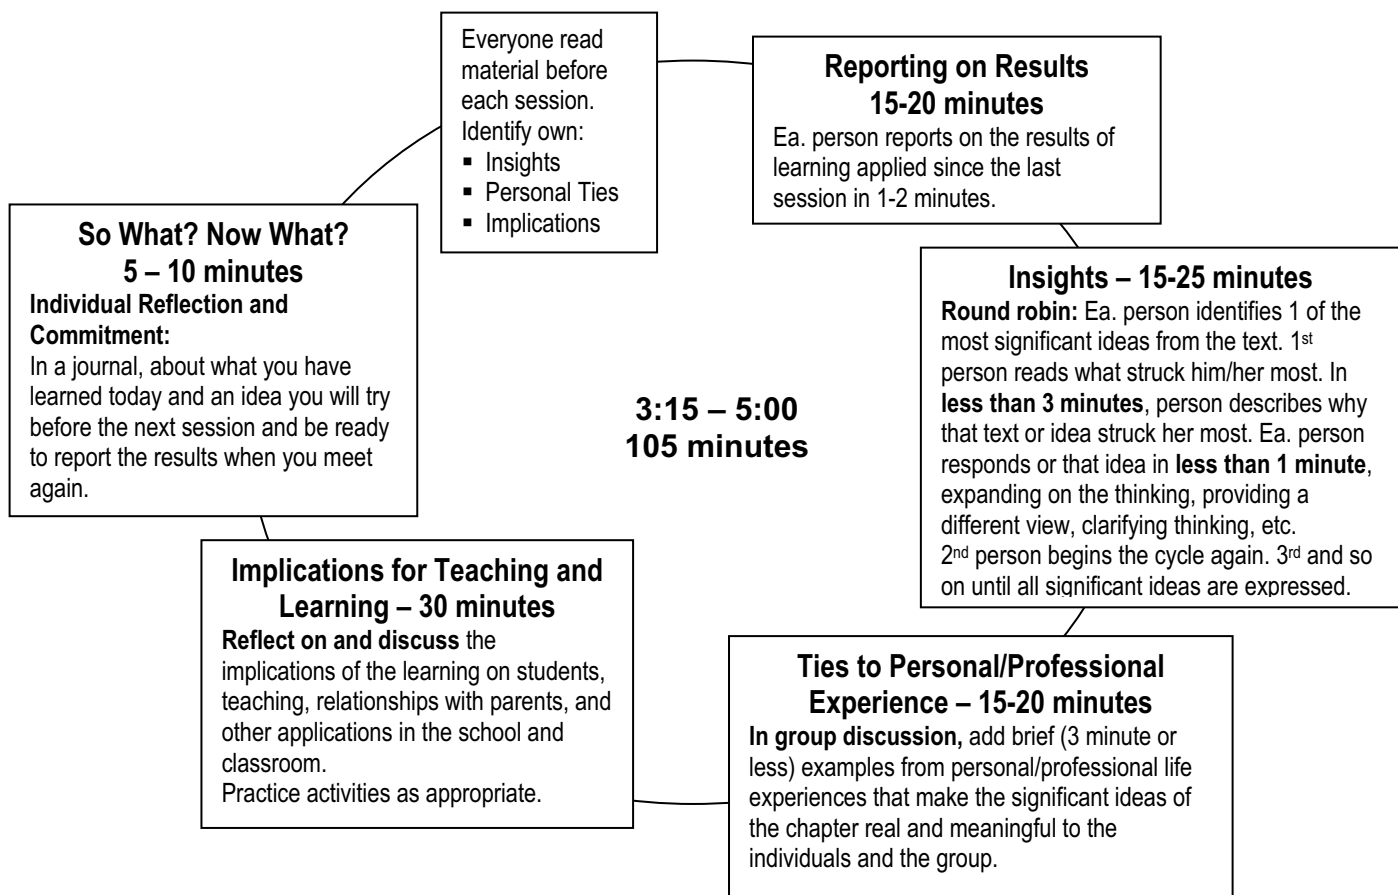 Everyone read
material before
each session.
Identify own:
▪ Insights
▪ Personal Ties
▪ Implications
Reporting on Results
15-20 minutes
Ea. person reports on the results of
learning applied since the last
session in 1-2 minutes.
Insights – 15-25 minutes
Round robin: Ea. person identifies 1 of the
most significant ideas from the text. 1st
person reads what struck him/her most. In
less than 3 minutes, person describes why
that text or idea struck her most. Ea. person
responds or that idea in less than 1 minute,
expanding on the thinking, providing a
different view, clarifying thinking, etc.
2nd person begins the cycle again. 3rd and so
on until all significant ideas are expressed.
Ties to Personal/Professional
Experience – 15-20 minutes
In group discussion, add brief (3 minute or
less) examples from personal/professional life
experiences that make the significant ideas of
the chapter real and meaningful to the
individuals and the group.
Implications for Teaching and
Learning – 30 minutes
Reflect on and discuss the
implications of the learning on students,
teaching, relationships with parents, and
other applications in the school and
classroom.
Practice activities as appropriate.
So What? Now What?
5 – 10 minutes
Individual Reflection and
Commitment:
In a journal, about what you have
learned today and an idea you will try
before the next session and be ready
to report the results when you meet
again.
3:15 – 5:00
105 minutes